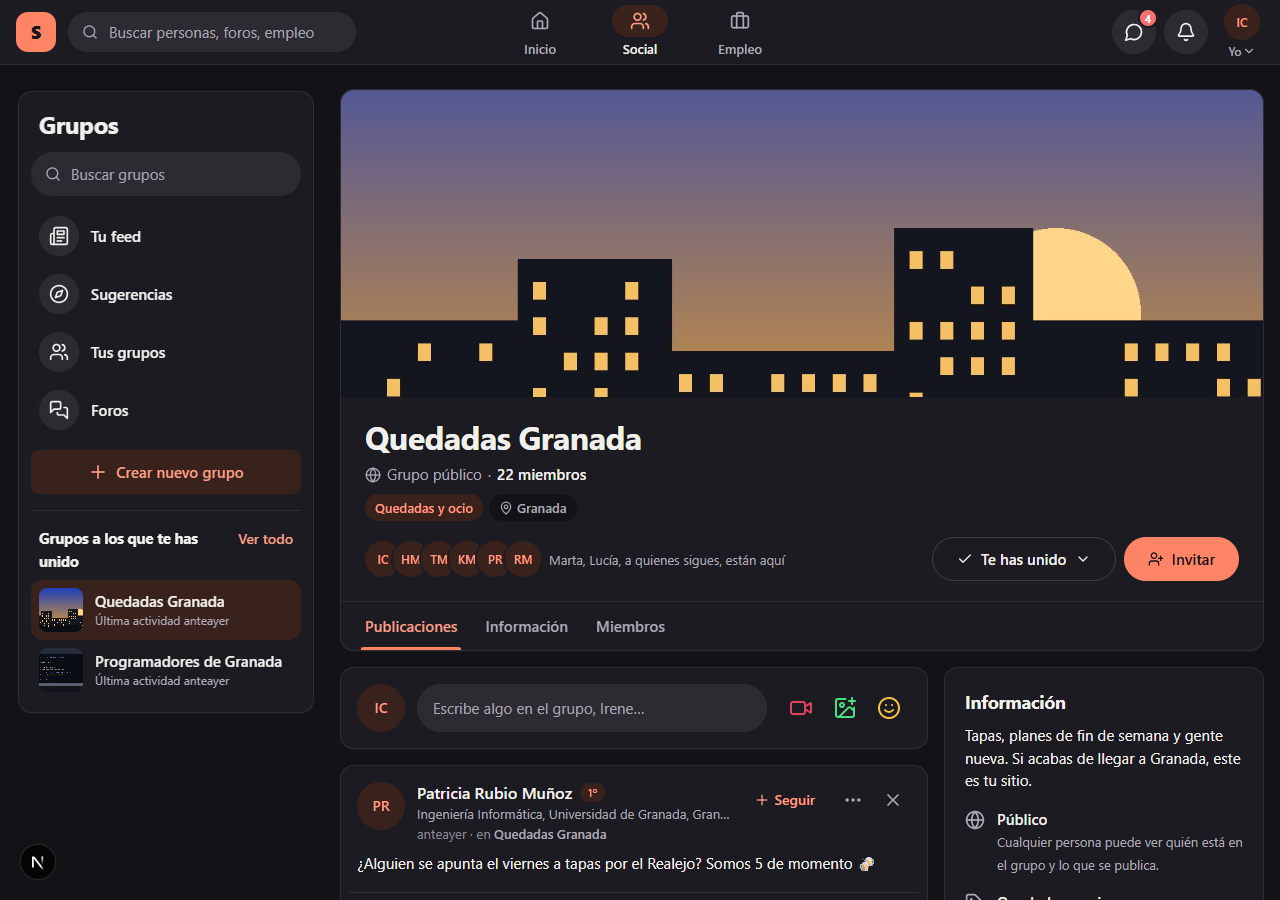 S
Buscar personas, foros, empleo
Inicio
Social
Empleo
4
IC
Yo
Grupos
Buscar grupos
Tu feed
Sugerencias
Tus grupos
Foros
Crear nuevo grupo
Grupos a los que te has unido
Ver todo
Quedadas Granada
Última actividad anteayer
Programadores de Granada
Última actividad anteayer
N
Quedadas Granada
Grupo público · 22 miembros
Quedadas y ocio
Granada
IC HM TM KM PR RM
Marta, Lucía, a quienes sigues, están aquí
Te has unido
Invitar
Publicaciones
Información
Miembros
IC
Escribe algo en el grupo, Irene...
PR
Patricia Rubio Muñoz 1º
Ingeniería Informática, Universidad de Granada, Gran...
anteayer · en Quedadas Granada
Seguir
¿Alguien se apunta el viernes a tapas por el Realejo? Somos 5 de momento 🍻
Información
Tapas, planes de fin de semana y gente
nueva. Si acabas de llegar a Granada, este
es tu sitio.
Público
Cualquier persona puede ver quién está en
el grupo y lo que se publica.